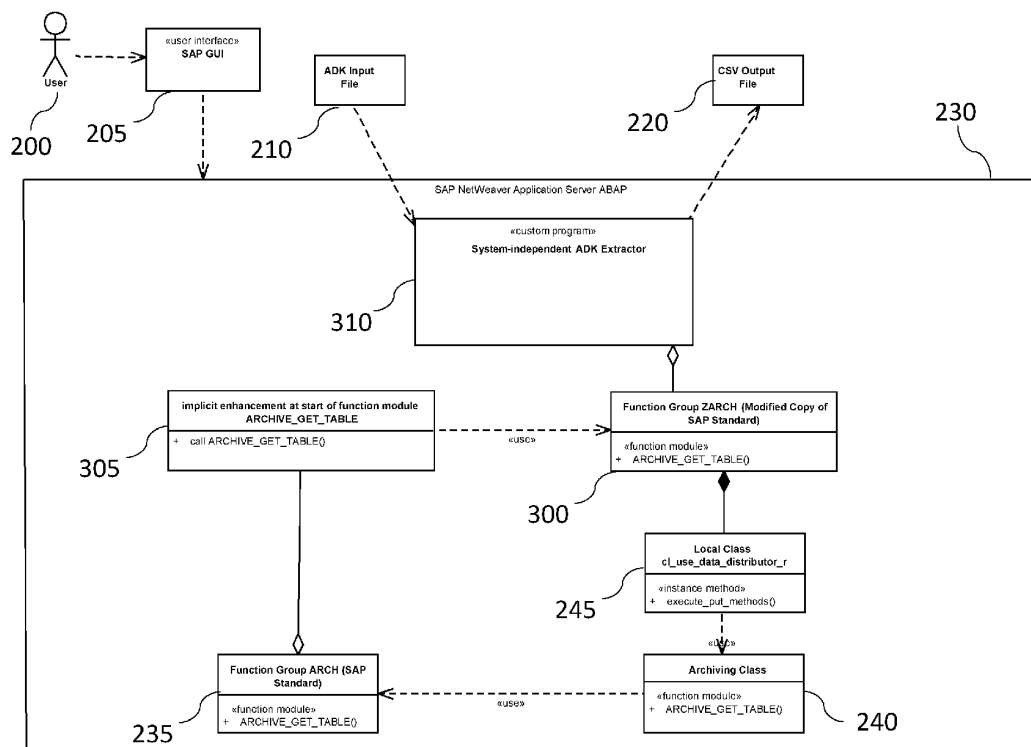 «user interface»
SAP GUI
User
200
205
ADK Input
File
210
CSV Output
File
220
230
SAP NetWeaver Application Server ABAP
«custom program»
System-independent ADK Extractor
310
implicit enhancement at start of function module
ARCHIVE_GET_TABLE
+ call ARCHIVE_GET_TABLE()
305
«use»
Function Group ZARCH (Modified Copy of
SAP Standard)
«function module»
+ ARCHIVE_GET_TABLE()
300
Local Class
cl_use_data_distributor_r
«instance method»
+ execute_put_methods()
245
«use»
Function Group ARCH (SAP
Standard)
«function module»
+ ARCHIVE_GET_TABLE()
235
«use»
Archiving Class
«function module»
+ ARCHIVE_GET_TABLE()
240